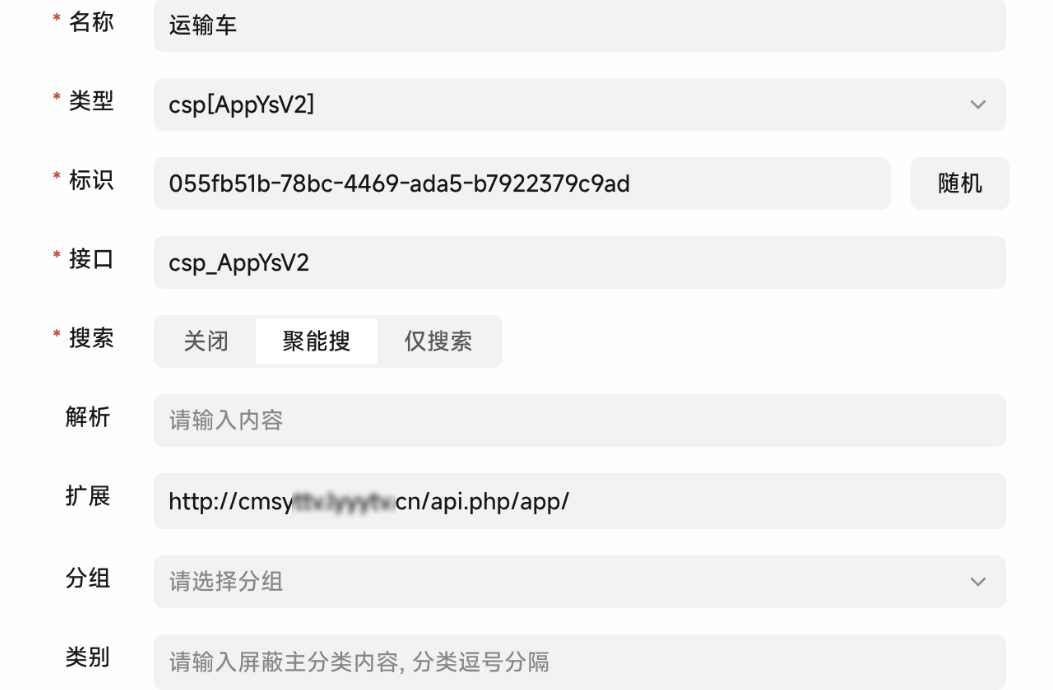 * 名称 运输车
* 类型 csp[AppYsV2]
* 标识 055fb51b-78bc-4469-ada5-b7922379c9ad 随机
* 接口 csp_AppYsV2
* 搜索 关闭 聚能搜 仅搜索
解析 请输入内容
扩展 http://cmsy cn/api.php/app/
分组 请选择分组
类别 请输入屏蔽主分类内容, 分类逗号分隔